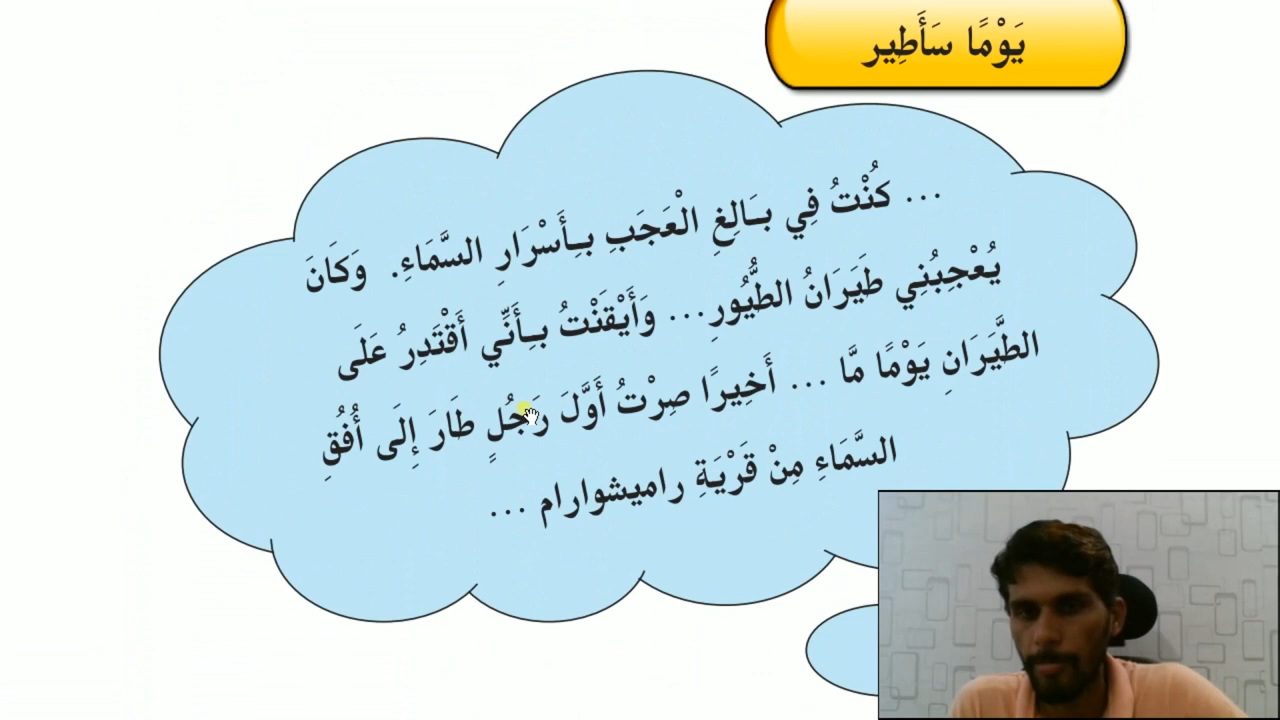 يَوْمًا سَأَطِير
... كُنْتُ فِي بَالِغِ الْعَجَبِ بِأَسْرَارِ السَّمَاءِ. وَكَانَ
يُعْجِبُنِي طَيَرَانُ الطُّيُورِ... وَأَيْقَنْتُ بِأَنِّي أَقْتَدِرُ عَلَى
الطَّيَرَانِ يَوْمًا مَّا ... أَخِيرًا صِرْتُ أَوَّلَ رَجُلٍ طَارَ إِلَى أُفُقِ
السَّمَاءِ مِنْ قَرْيَةِ راميشوارام ...